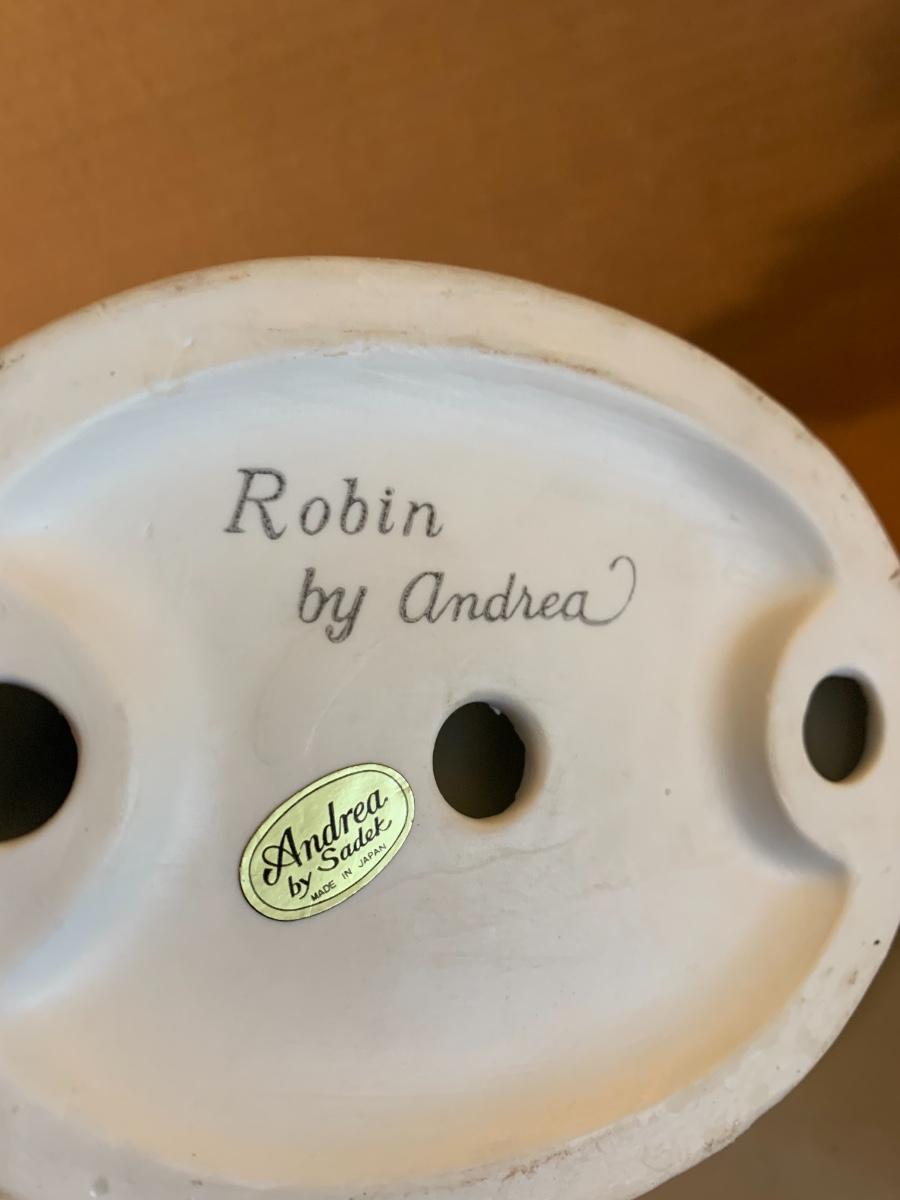 Robin
by Andrea
Andrea
by Sadek
MADE IN JAPAN